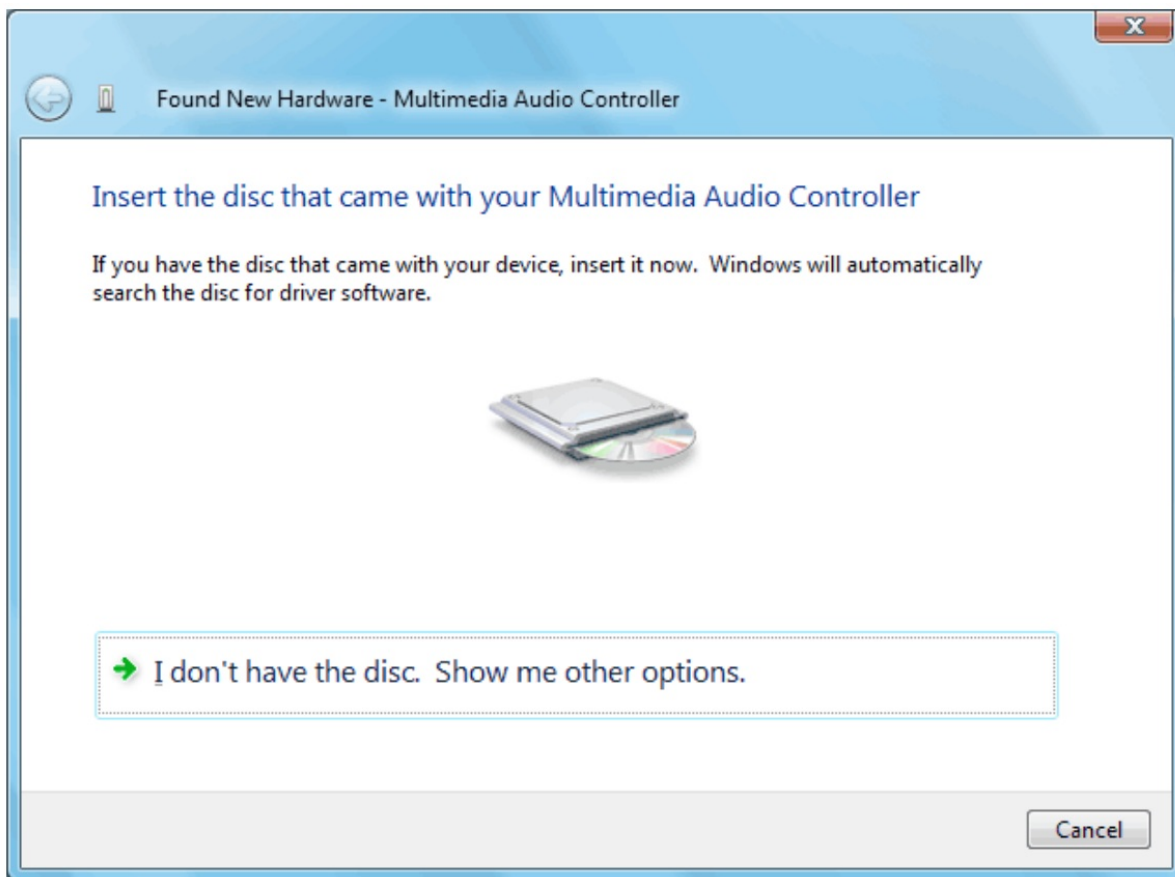 Found New Hardware - Multimedia Audio Controller
Insert the disc that came with your Multimedia Audio Controller
If you have the disc that came with your device, insert it now.  Windows will automatically
search the disc for driver software.
I don't have the disc.  Show me other options.
Cancel